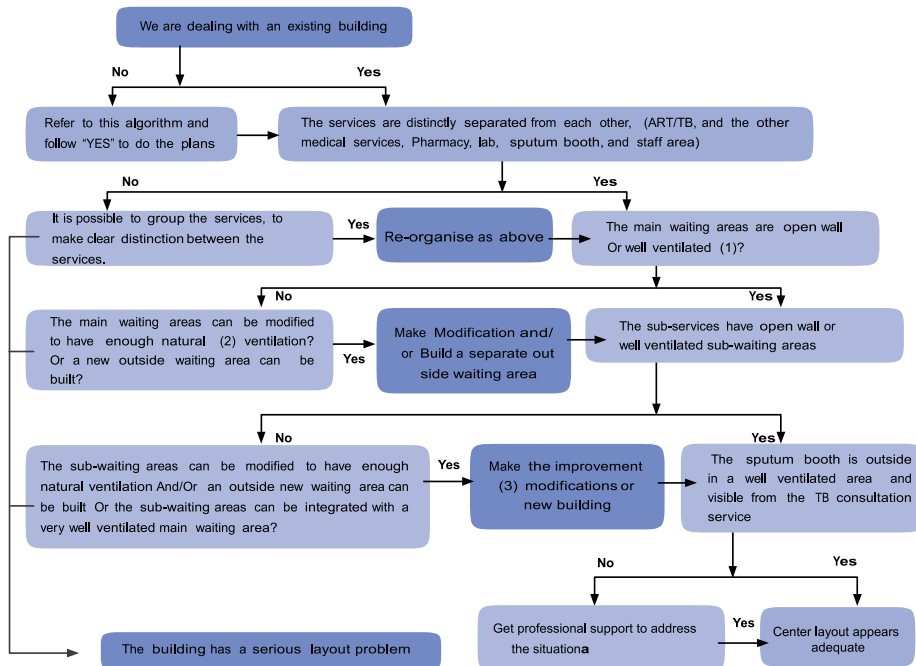 We are dealing with an existing building
No
Yes
Refer to this algorithm and
follow “YES” to do the plans
The services are distinctly separated from each other, (ART/TB, and the other
medical services, Pharmacy, lab, sputum booth, and staff area)
No
Yes
It is possible to group the services, to
make clear distinction between the
services.
Yes
Re-organise as above
The main waiting areas are open wall
Or well ventilated (1)?
No
Yes
The main waiting areas can be modified
to have enough natural (2) ventilation?
Or a new outside waiting area can be
built?
Yes
Make Modification and/
or Build a separate out
side waiting area
The sub-services have open wall or
well ventilated sub-waiting areas
No
Yes
The sub-waiting areas can be modified to have enough
natural ventilation And/Or an outside new waiting area can
be built Or the sub-waiting areas can be integrated with a
very well ventilated main waiting area?
Yes
Make the improvement
(3) modifications or
new building
The sputum booth is outside
in a well ventilated area and
visible from the TB consultation
service
No
Yes
Get professional support to address
the situationa
Yes
Center layout appears
adequate
The building has a serious layout problem